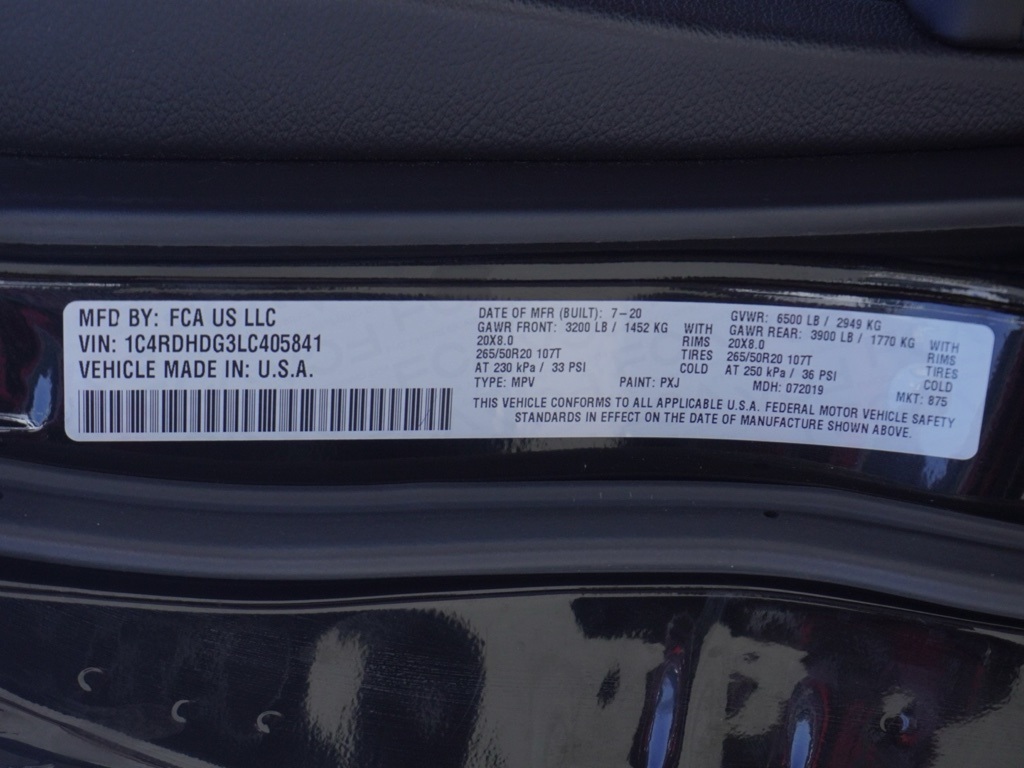 MFD BY: FCA US LLC
VIN: 1C4RDHDG3LC405841
VEHICLE MADE IN: U.S.A.
DATE OF MFR (BUILT): 7-20
GAWR FRONT: 3200 LB / 1452 KG WITH
20X8.0 RIMS
265/50R20 107T TIRES
AT 230 kPa / 33 PSI COLD
TYPE: MPV PAINT: PXJ
GVWR: 6500 LB / 2949 KG
GAWR REAR: 3900 LB / 1770 KG WITH
20X8.0 RIMS
265/50R20 107T TIRES
AT 250 kPa / 36 PSI COLD
MDH: 072019 MKT: 875
THIS VEHICLE CONFORMS TO ALL APPLICABLE U.S.A. FEDERAL MOTOR VEHICLE SAFETY
STANDARDS IN EFFECT ON THE DATE OF MANUFACTURE SHOWN ABOVE.